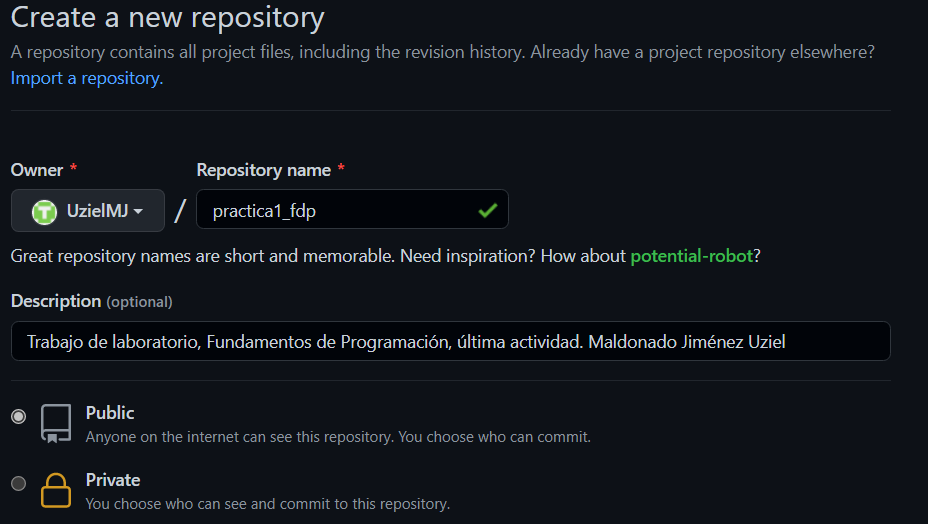 Create a new repository
A repository contains all project files, including the revision history. Already have a project repository elsewhere?
Import a repository.
Owner * Repository name *
UzielMJ / practica1_fdp
Great repository names are short and memorable. Need inspiration? How about potential-robot?
Description (optional)
Trabajo de laboratorio, Fundamentos de Programación, última actividad. Maldonado Jiménez Uziel
Public
Anyone on the internet can see this repository. You choose who can commit.
Private
You choose who can see and commit to this repository.